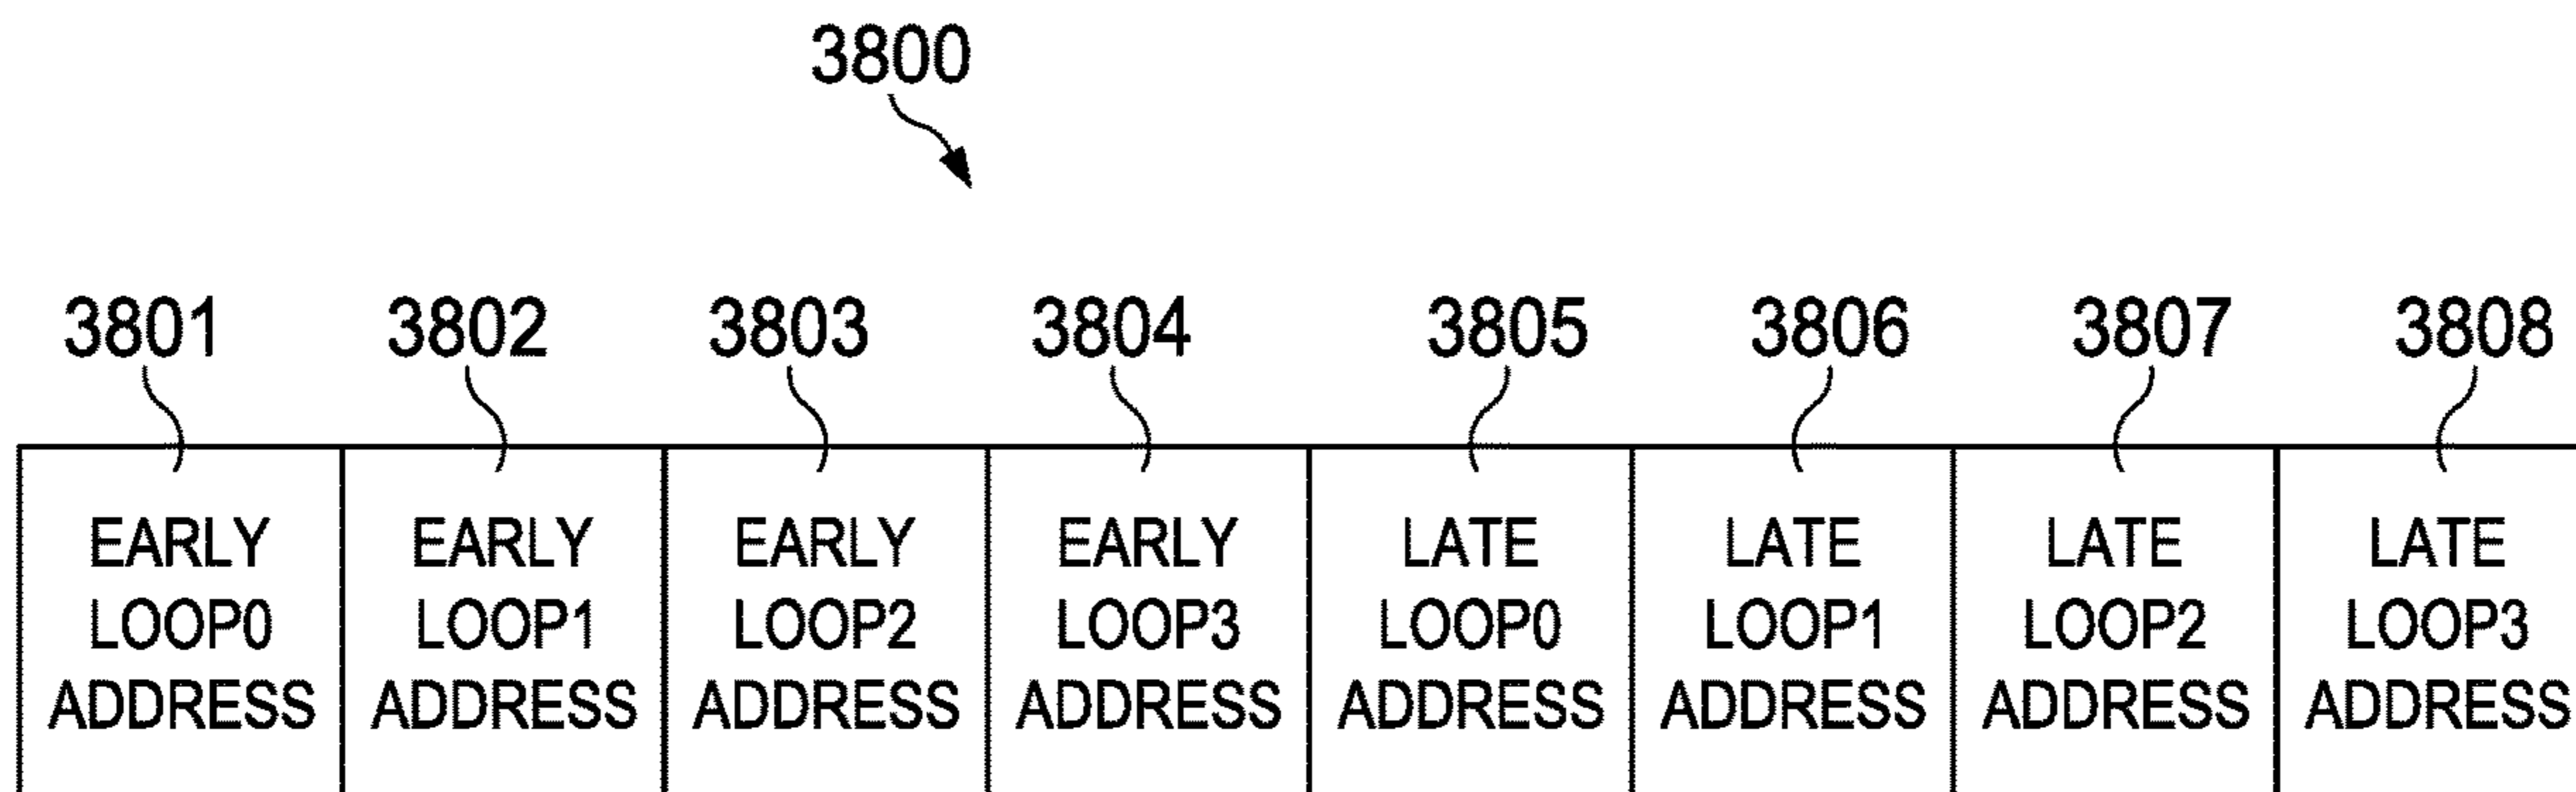 3800
3801 3802 3803 3804 3805 3806 3807 3808
EARLY EARLY EARLY EARLY LATE LATE LATE LATE
LOOP0 LOOP1 LOOP2 LOOP3 LOOP0 LOOP1 LOOP2 LOOP3
ADDRESS ADDRESS ADDRESS ADDRESS ADDRESS ADDRESS ADDRESS ADDRESS